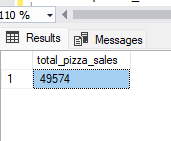 110 %
Results Messages
total_pizza_sales
1 49574